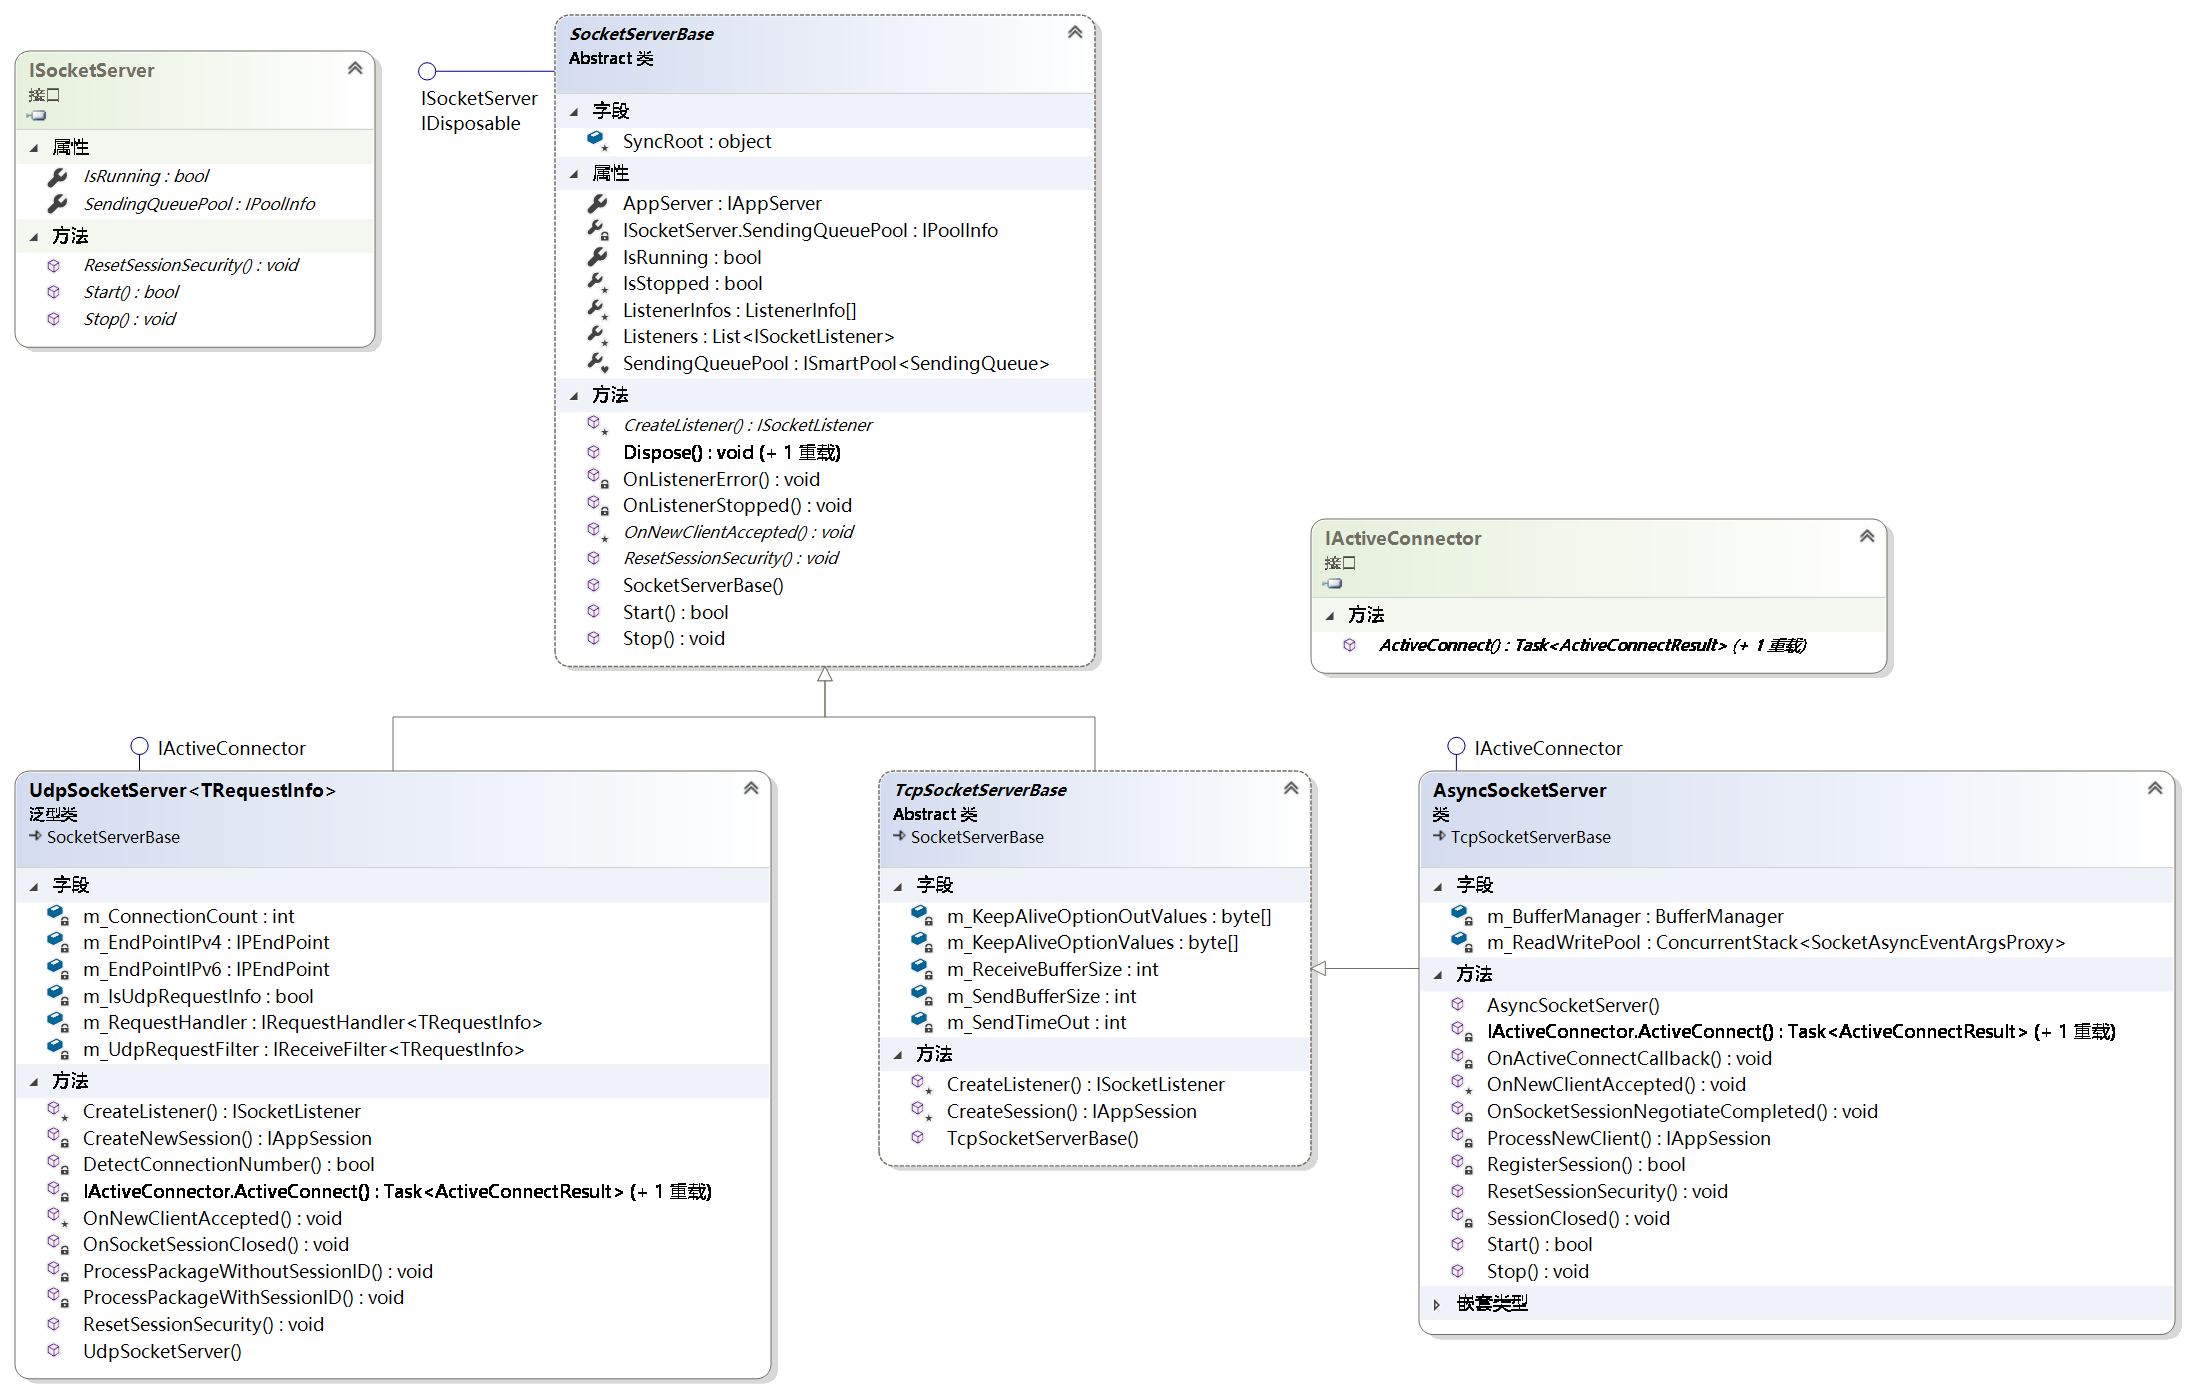 ISocketServer
接口
属性
IsRunning : bool
SendingQueuePool : IPoolInfo
方法
ResetSessionSecurity() : void
Start() : bool
Stop() : void
ISocketServer
IDisposable
SocketServerBase
Abstract 类
字段
SyncRoot : object
属性
AppServer : IAppServer
ISocketServer.SendingQueuePool : IPoolInfo
IsRunning : bool
IsStopped : bool
ListenerInfos : ListenerInfo[]
Listeners : List<ISocketListener>
SendingQueuePool : ISmartPool<SendingQueue>
方法
CreateListener() : ISocketListener
Dispose() : void (+ 1 重载)
OnListenerError() : void
OnListenerStopped() : void
OnNewClientAccepted() : void
ResetSessionSecurity() : void
SocketServerBase()
Start() : bool
Stop() : void
IActiveConnector
接口
方法
ActiveConnect() : Task<ActiveConnectResult> (+ 1 重载)
IActiveConnector
UdpSocketServer<TRequestInfo>
泛型类
SocketServerBase
字段
m_ConnectionCount : int
m_EndPointIPv4 : IPEndPoint
m_EndPointIPv6 : IPEndPoint
m_IsUdpRequestInfo : bool
m_RequestHandler : IRequestHandler<TRequestInfo>
m_UdpRequestFilter : IReceiveFilter<TRequestInfo>
方法
CreateListener() : ISocketListener
CreateNewSession() : IAppSession
DetectConnectionNumber() : bool
IActiveConnector.ActiveConnect() : Task<ActiveConnectResult> (+ 1 重载)
OnNewClientAccepted() : void
OnSocketSessionClosed() : void
ProcessPackageWithoutSessionID() : void
ProcessPackageWithSessionID() : void
ResetSessionSecurity() : void
UdpSocketServer()
TcpSocketServerBase
Abstract 类
SocketServerBase
字段
m_KeepAliveOptionOutValues : byte[]
m_KeepAliveOptionValues : byte[]
m_ReceiveBufferSize : int
m_SendBufferSize : int
m_SendTimeOut : int
方法
CreateListener() : ISocketListener
CreateSession() : IAppSession
TcpSocketServerBase()
IActiveConnector
AsyncSocketServer
类
TcpSocketServerBase
字段
m_BufferManager : BufferManager
m_ReadWritePool : ConcurrentStack<SocketAsyncEventArgsProxy>
方法
AsyncSocketServer()
IActiveConnector.ActiveConnect() : Task<ActiveConnectResult> (+ 1 重载)
OnActiveConnectCallback() : void
OnNewClientAccepted() : void
OnSocketSessionNegotiateCompleted() : void
ProcessNewClient() : IAppSession
RegisterSession() : bool
ResetSessionSecurity() : void
SessionClosed() : void
Start() : bool
Stop() : void
嵌套类型